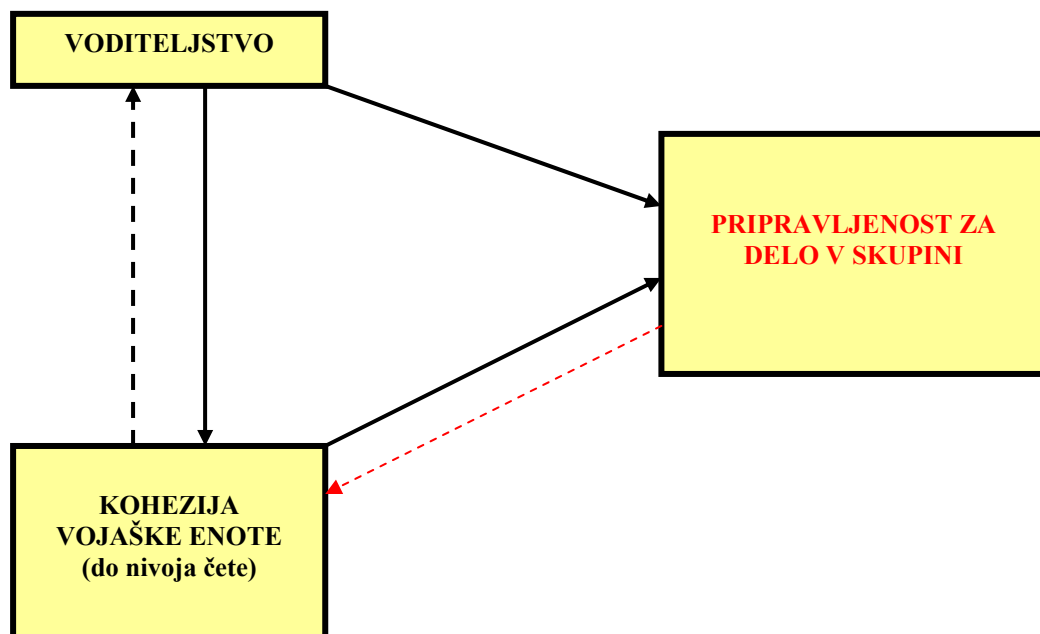 VODITELJSTVO
PRIPRAVLJENOST ZA
DELO V SKUPINI
KOHEZIJA
VOJAŠKE ENOTE
(do nivoja čete)